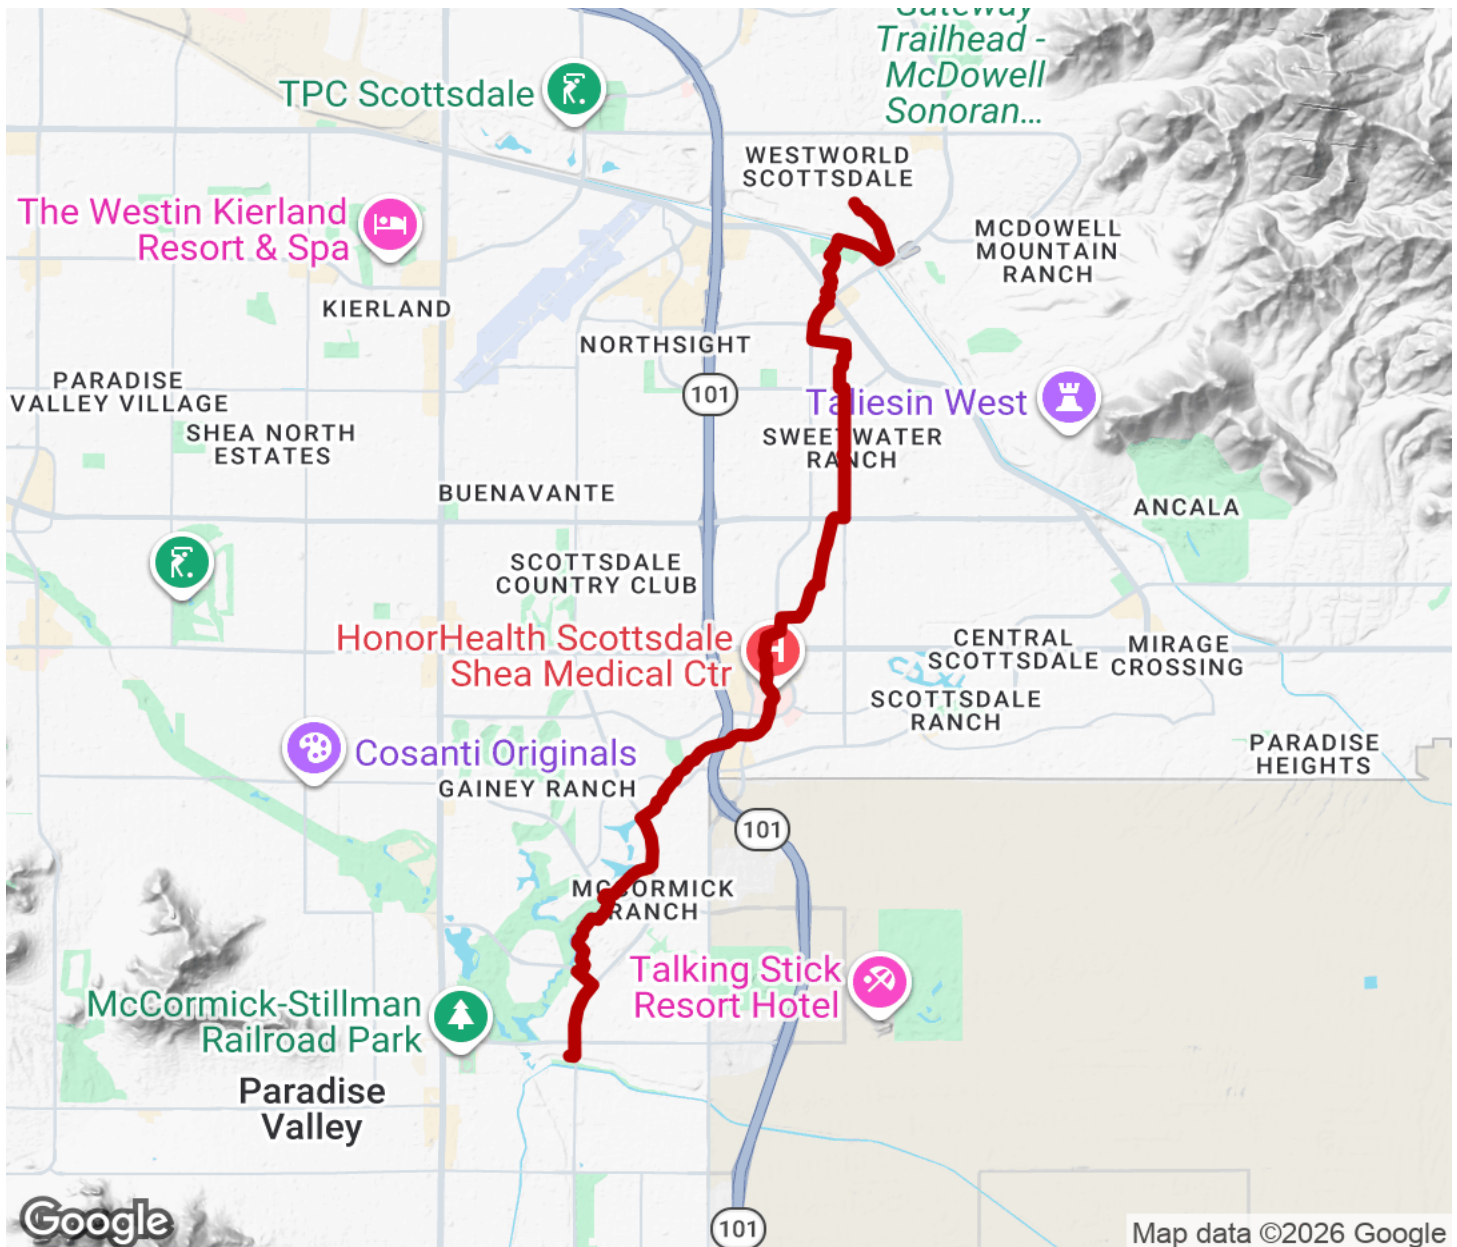 Gateway
Trailhead -
McDowell
Sonoran...
TPC Scottsdale
WESTWORLD
SCOTTSDALE
The Westin Kierland
Resort & Spa
MCDOWELL
MOUNTAIN
RANCH
KIERLAND
NORTHSIGHT
PARADISE
VALLEY VILLAGE
101
Taliesin West
SHEA NORTH
ESTATES
SWEETWATER
RANCH
BUENAVANTE
ANCALA
SCOTTSDALE
COUNTRY CLUB
HonorHealth Scottsdale
Shea Medical Ctr
H
CENTRAL
SCOTTSDALE
MIRAGE
CROSSING
SCOTTSDALE
RANCH
Cosanti Originals
PARADISE
HEIGHTS
GAINEY RANCH
101
MCCORMICK
RANCH
Talking Stick
Resort Hotel
McCormick-Stillman
Railroad Park
Paradise
Valley
Google
101
Map data ©2026 Google